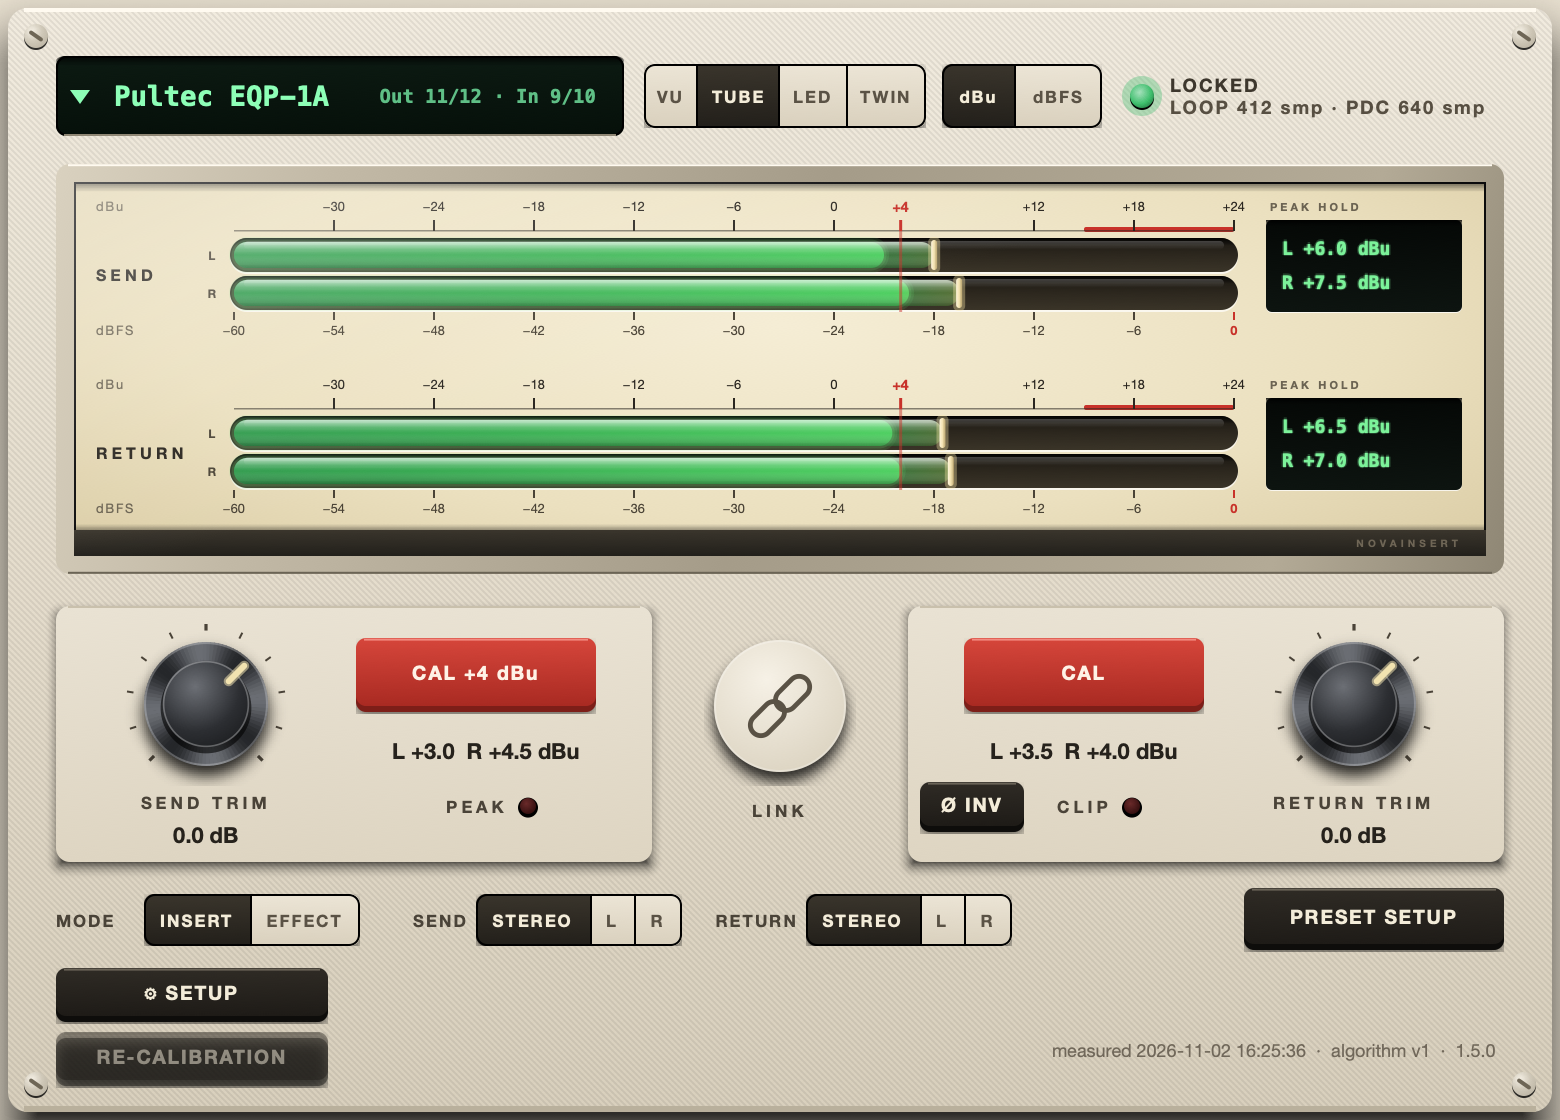 Pultec EQP-1A Out 11/12 · In 9/10
VU TUBE LED TWIN
dBu dBFS
LOCKED
LOOP 412 smp · PDC 640 smp
dBu −30 −24 −18 −12 −6 0 +4 +12 +18 +24
PEAK HOLD
SEND
L
R
L +6.0 dBu
R +7.5 dBu
dBFS −60 −54 −48 −42 −36 −30 −24 −18 −12 −6 0
dBu −30 −24 −18 −12 −6 0 +4 +12 +18 +24
PEAK HOLD
RETURN
L
R
L +6.5 dBu
R +7.0 dBu
dBFS −60 −54 −48 −42 −36 −30 −24 −18 −12 −6 0
NOVAINSERT
SEND TRIM
0.0 dB
CAL +4 dBu
L +3.0 R +4.5 dBu
PEAK
LINK
CAL
L +3.5 R +4.0 dBu
Ø INV
CLIP
RETURN TRIM
0.0 dB
MODE INSERT EFFECT
SEND STEREO L R
RETURN STEREO L R
PRESET SETUP
⚙ SETUP
RE-CALIBRATION
measured 2026-11-02 16:25:36 · algorithm v1 · 1.5.0